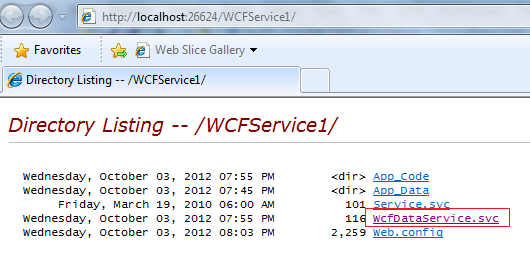 http://localhost:26624/WCFService1/
Favorites Web Slice Gallery
Directory Listing -- /WCFService1/
Directory Listing -- /WCFService1/
Wednesday, October 03, 2012 07:55 PM <dir> App_Code
Wednesday, October 03, 2012 07:45 PM <dir> App_Data
Friday, March 19, 2010 06:00 AM 101 Service.svc
Wednesday, October 03, 2012 07:55 PM 116 WcfDataService.svc
Wednesday, October 03, 2012 08:03 PM 2,259 Web.config